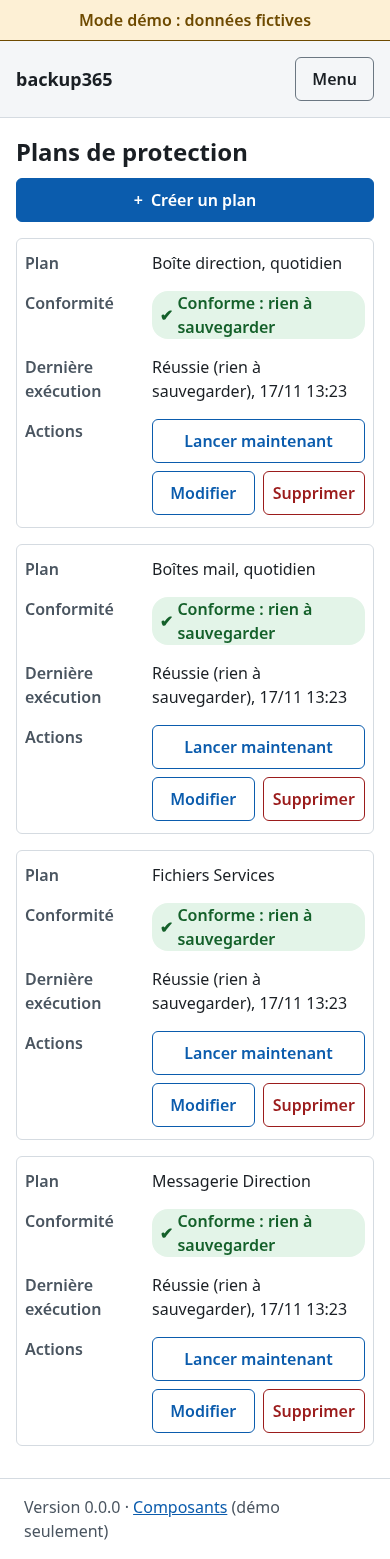 Mode démo : données fictives
backup365
Menu
Plans de protection
+ Créer un plan
Plan
Boîte direction, quotidien
Conformité
✔ Conforme : rien à
sauvegarder
Dernière
exécution
Réussie (rien à
sauvegarder), 17/11 13:23
Actions
Lancer maintenant
Modifier
Supprimer
Plan
Boîtes mail, quotidien
Conformité
✔ Conforme : rien à
sauvegarder
Dernière
exécution
Réussie (rien à
sauvegarder), 17/11 13:23
Actions
Lancer maintenant
Modifier
Supprimer
Plan
Fichiers Services
Conformité
✔ Conforme : rien à
sauvegarder
Dernière
exécution
Réussie (rien à
sauvegarder), 17/11 13:23
Actions
Lancer maintenant
Modifier
Supprimer
Plan
Messagerie Direction
Conformité
✔ Conforme : rien à
sauvegarder
Dernière
exécution
Réussie (rien à
sauvegarder), 17/11 13:23
Actions
Lancer maintenant
Modifier
Supprimer
Version 0.0.0 · Composants (démo
seulement)